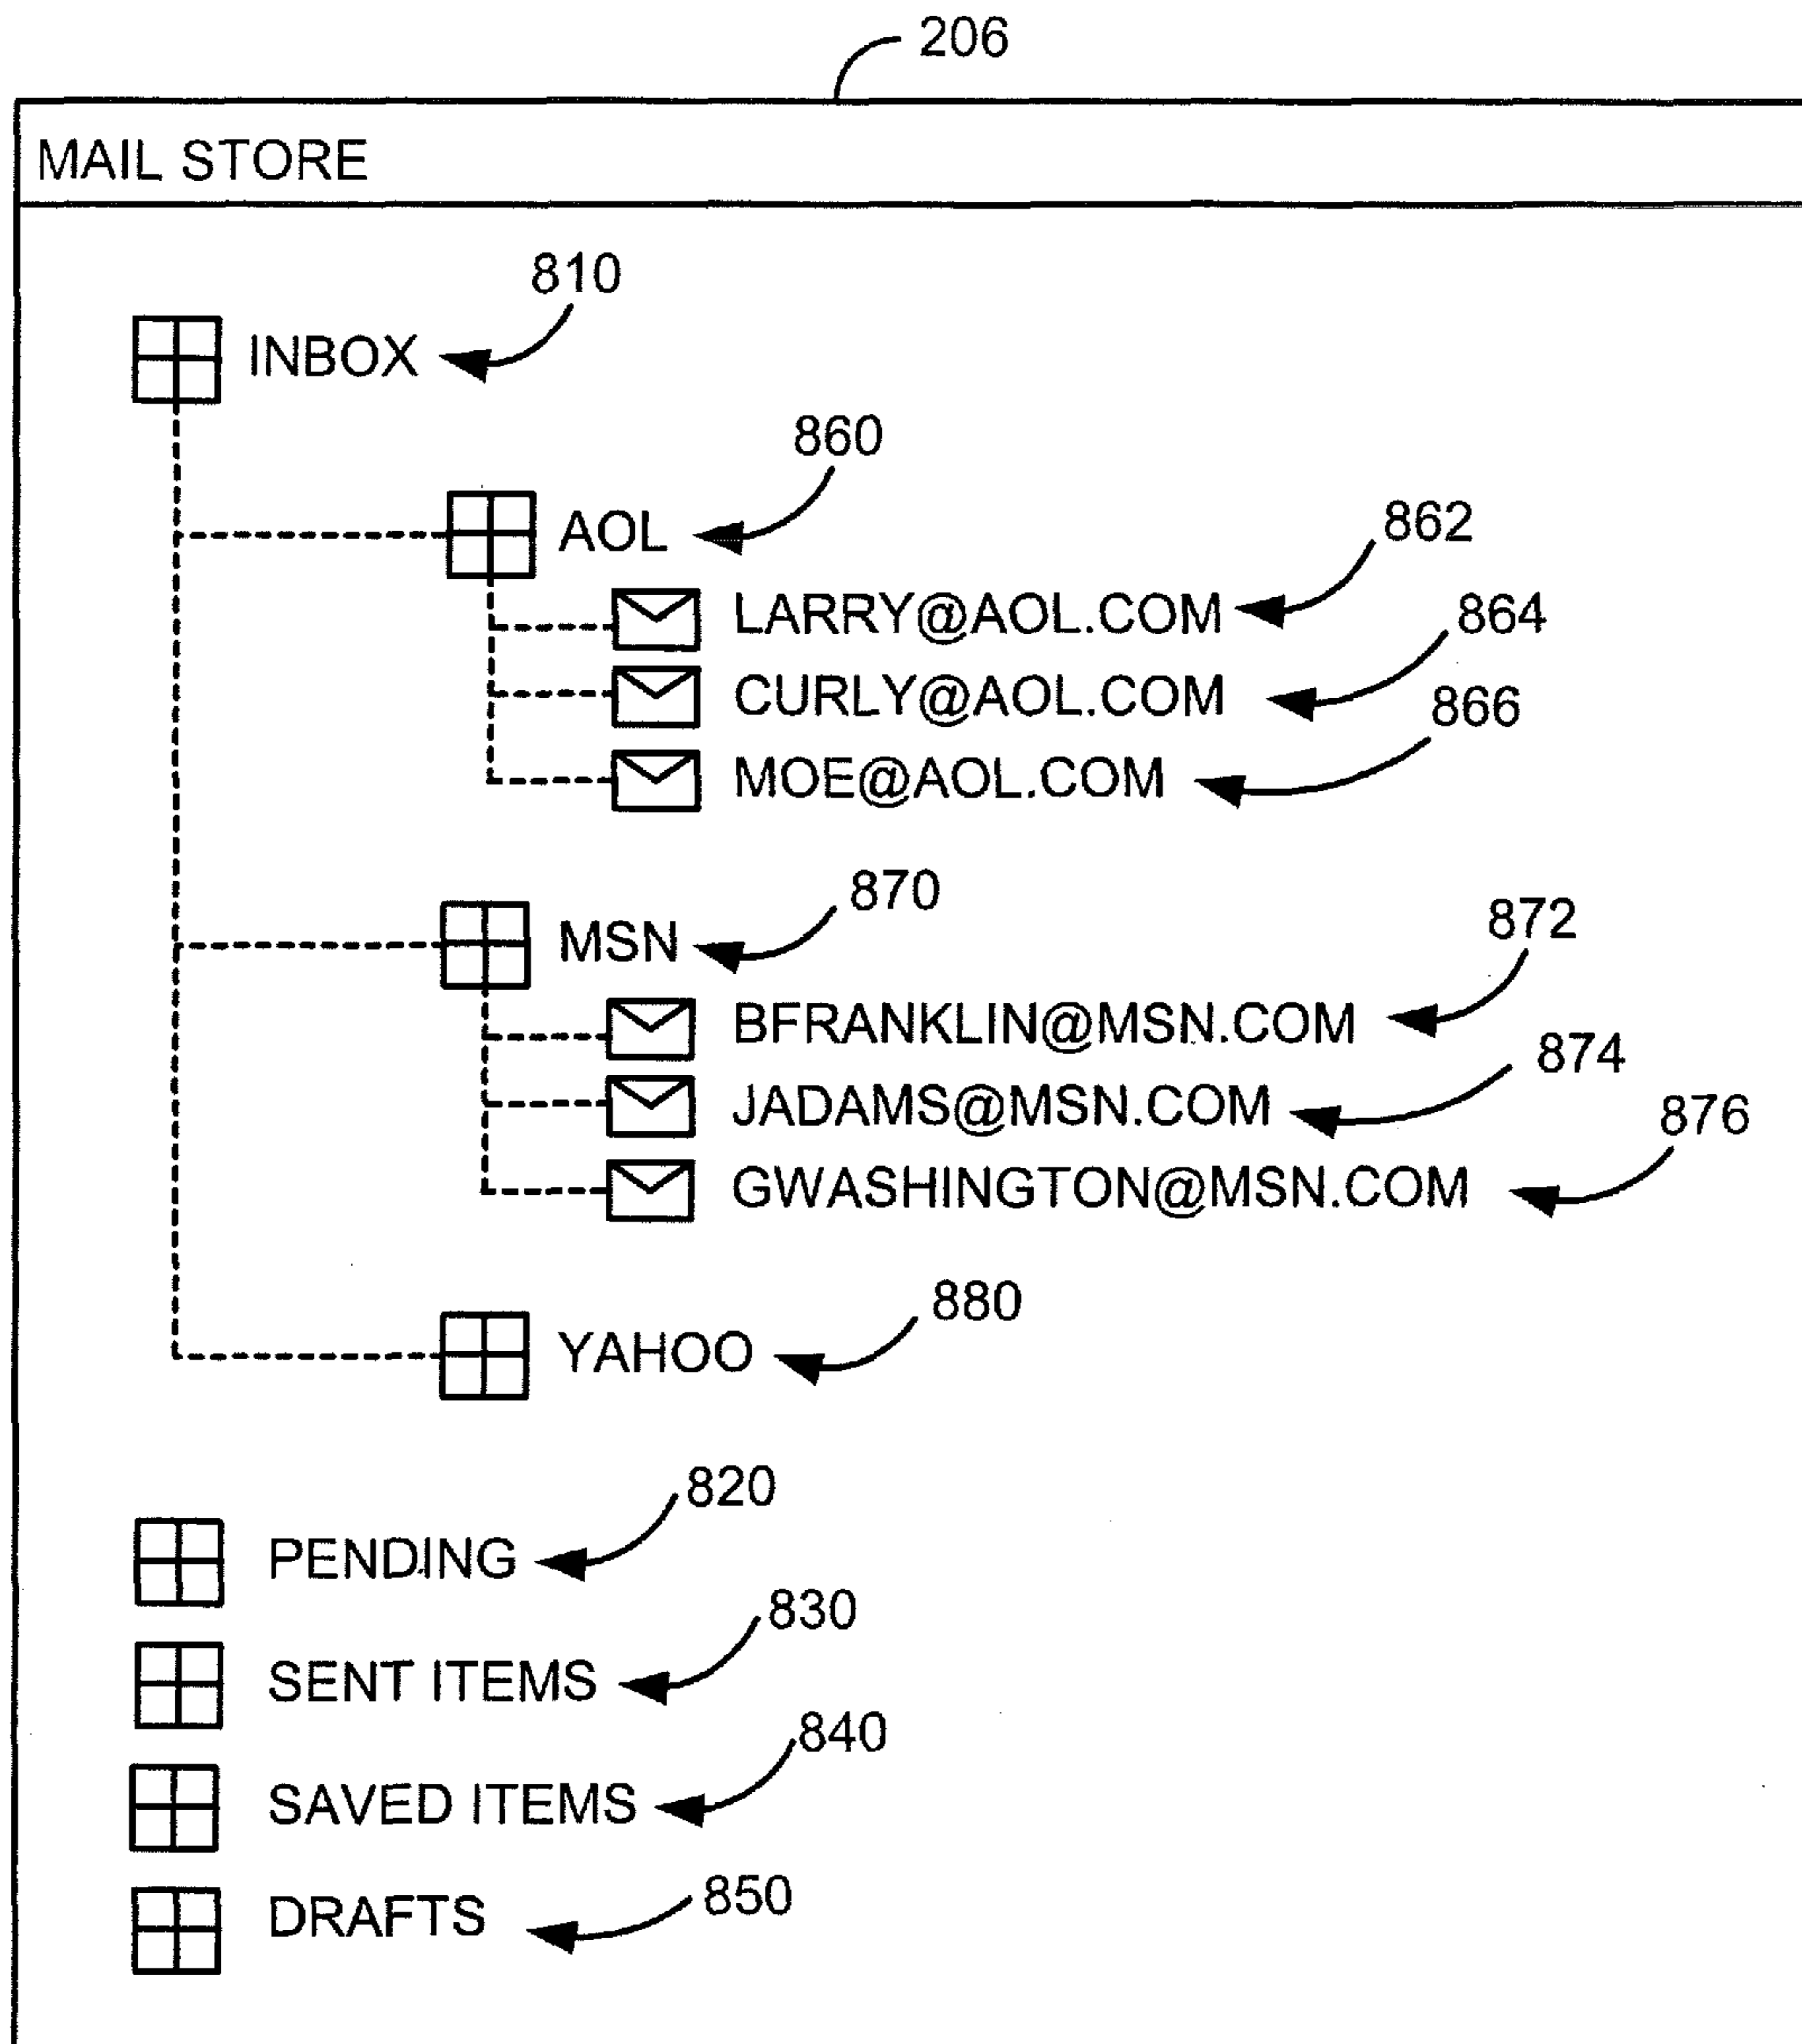 206
MAIL STORE
810
INBOX
860
AOL
862
LARRY@AOL.COM
864
CURLY@AOL.COM
866
MOE@AOL.COM
870
MSN
872
BFRANKLIN@MSN.COM
874
JADAMS@MSN.COM
876
GWASHINGTON@MSN.COM
880
YAHOO
820
PENDING
830
SENT ITEMS
840
SAVED ITEMS
850
DRAFTS